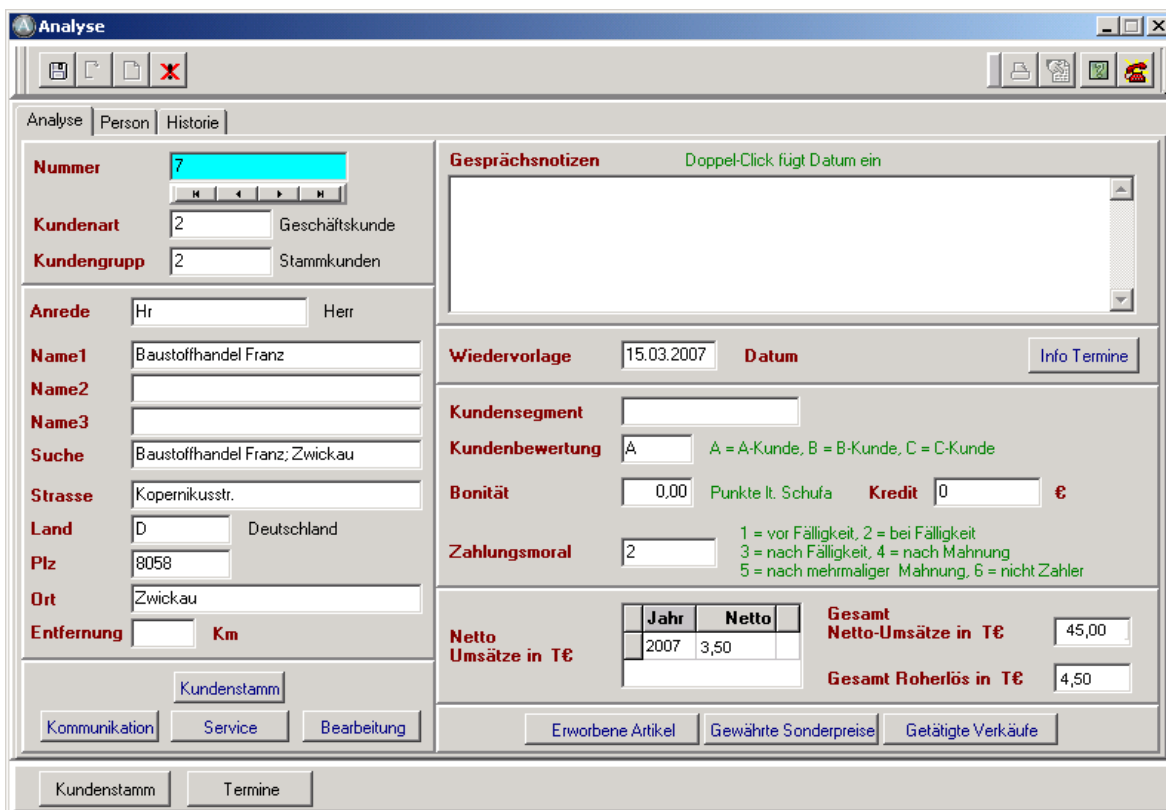 Analyse
Analyse Person Historie
Nummer 7
Kundenart 2 Geschäftskunde
Kundengrupp 2 Stammkunden
Anrede Hr Herr
Name1 Baustoffhandel Franz
Name2
Name3
Suche Baustoffhandel Franz; Zwickau
Strasse Kopernikusstr.
Land D Deutschland
Plz 8058
Ort Zwickau
Entfernung Km
Kundenstamm
Kommunikation Service Bearbeitung
Gesprächsnotizen Doppel-Click fügt Datum ein
Wiedervorlage 15.03.2007 Datum Info Termine
Kundensegment
Kundenbewertung A A = A-Kunde, B = B-Kunde, C = C-Kunde
Bonität 0,00 Punkte lt. Schufa Kredit 0 €
Zahlungsmoral 2
1 = vor Fälligkeit, 2 = bei Fälligkeit
3 = nach Fälligkeit, 4 = nach Mahnung
5 = nach mehrmaliger Mahnung, 6 = nicht Zahler
Netto
Umsätze in T€
Jahr Netto
2007 3,50
Gesamt
Netto-Umsätze in T€ 45,00
Gesamt Roherlös in T€ 4,50
Erworbene Artikel Gewährte Sonderpreise Getätigte Verkäufe
Kundenstamm Termine